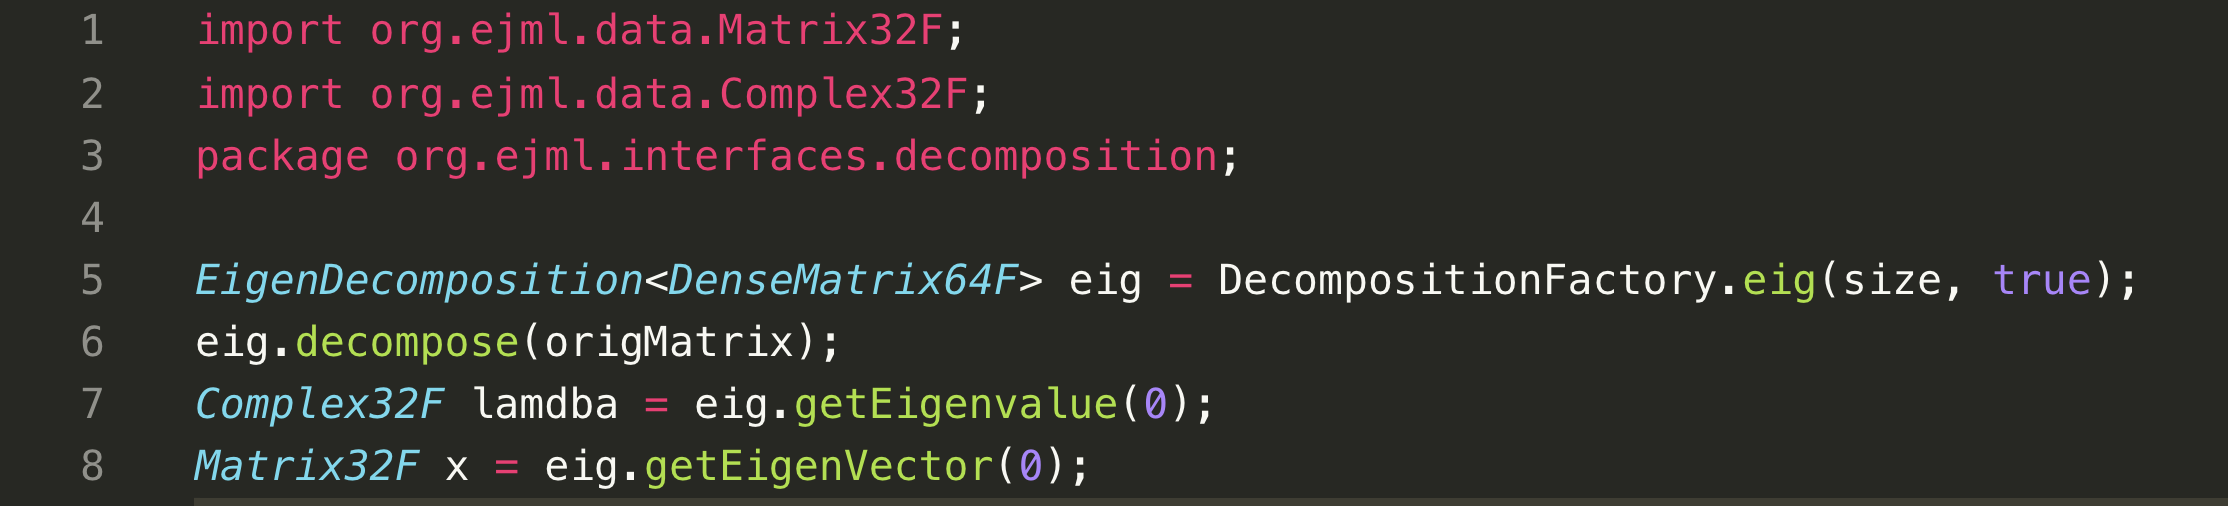 1 import org.ejml.data.Matrix32F;
2 import org.ejml.data.Complex32F;
3 package org.ejml.interfaces.decomposition;
4
5 EigenDecomposition<DenseMatrix64F> eig = DecompositionFactory.eig(size, true);
6 eig.decompose(origMatrix);
7 Complex32F lamdba = eig.getEigenvalue(0);
8 Matrix32F x = eig.getEigenVector(0);